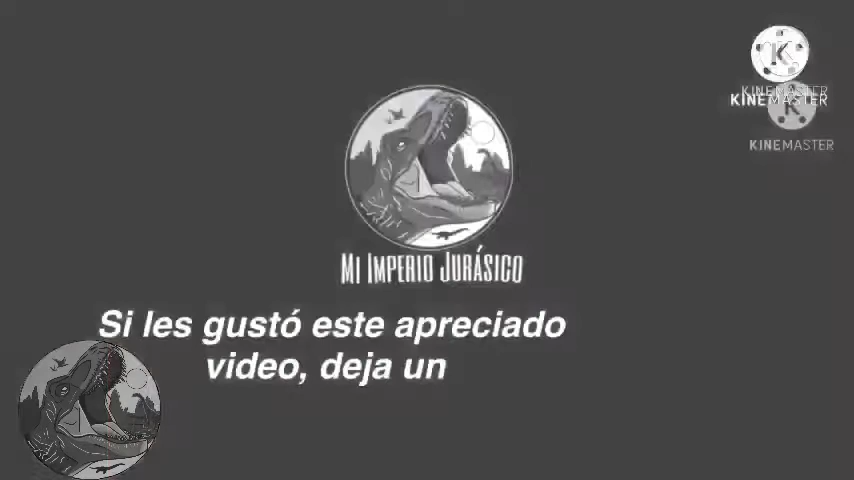 KINEMASTER
KINEMASTER
KINEMASTER
MI IMPERIO JURÁSICO
Si les gustó este apreciado
video, deja un